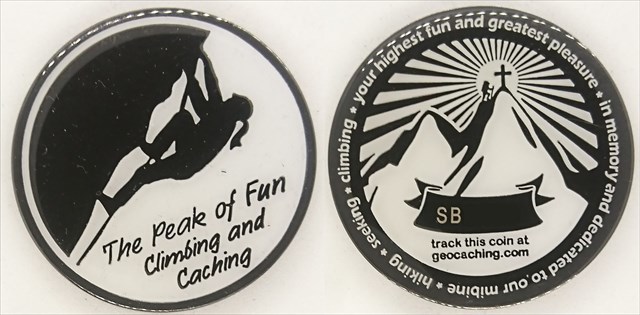 The Peak of Fun
Climbing and
Caching
your highest fun and greatest pleasure * in memory and dedicated to our mibine * hiking * seeking * climbing *
SB
track this coin at
geocaching.com